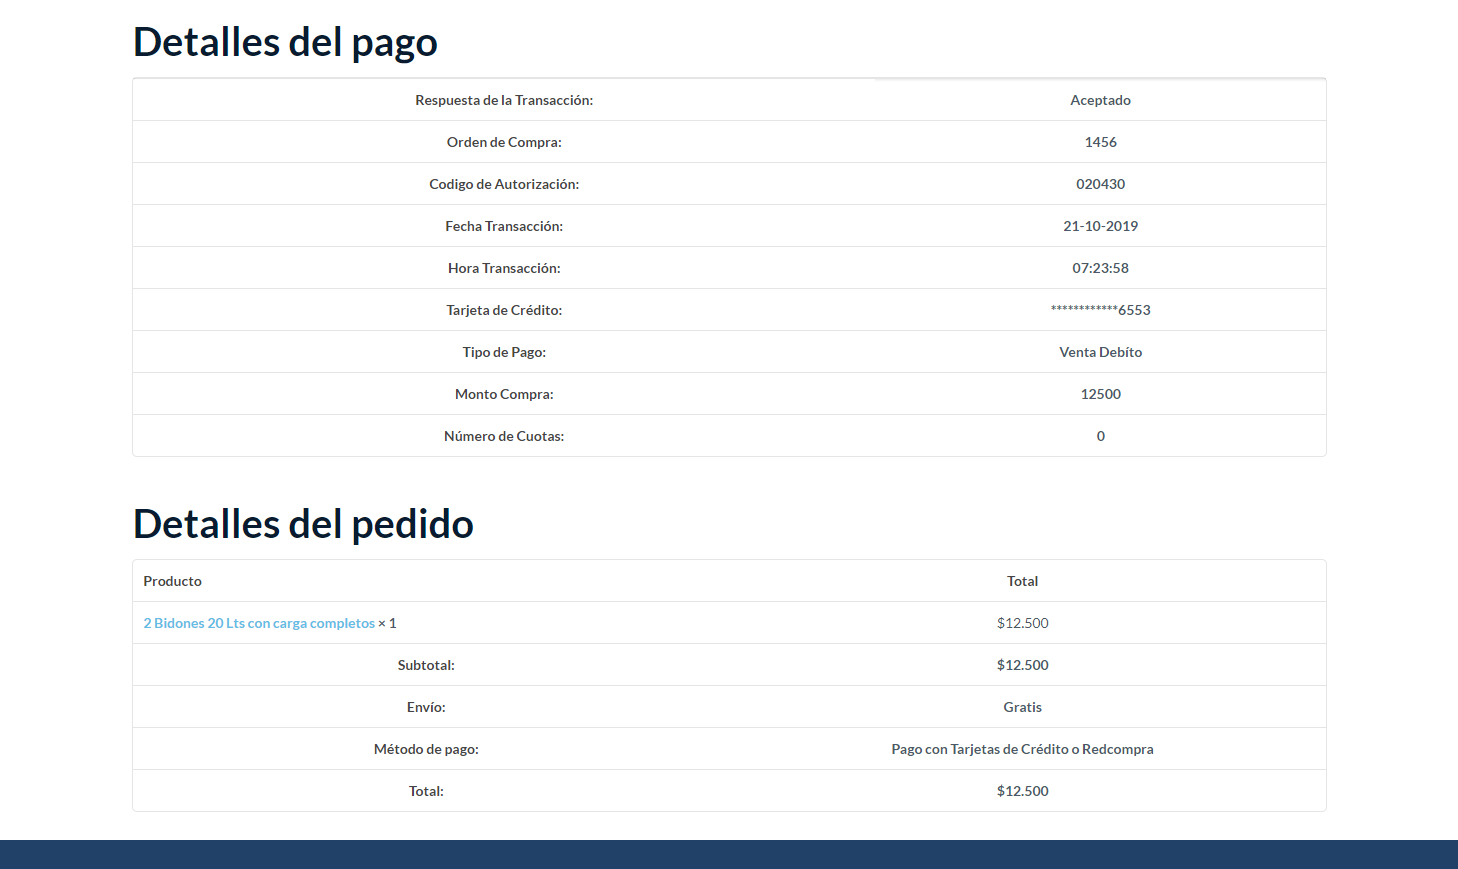 Detalles del pago
Respuesta de la Transacción: Aceptado
Orden de Compra: 1456
Codigo de Autorización: 020430
Fecha Transacción: 21-10-2019
Hora Transacción: 07:23:58
Tarjeta de Crédito: ************6553
Tipo de Pago: Venta Debíto
Monto Compra: 12500
Número de Cuotas: 0
Detalles del pedido
Producto Total
2 Bidones 20 Lts con carga completos × 1 $12.500
Subtotal: $12.500
Envío: Gratis
Método de pago: Pago con Tarjetas de Crédito o Redcompra
Total: $12.500